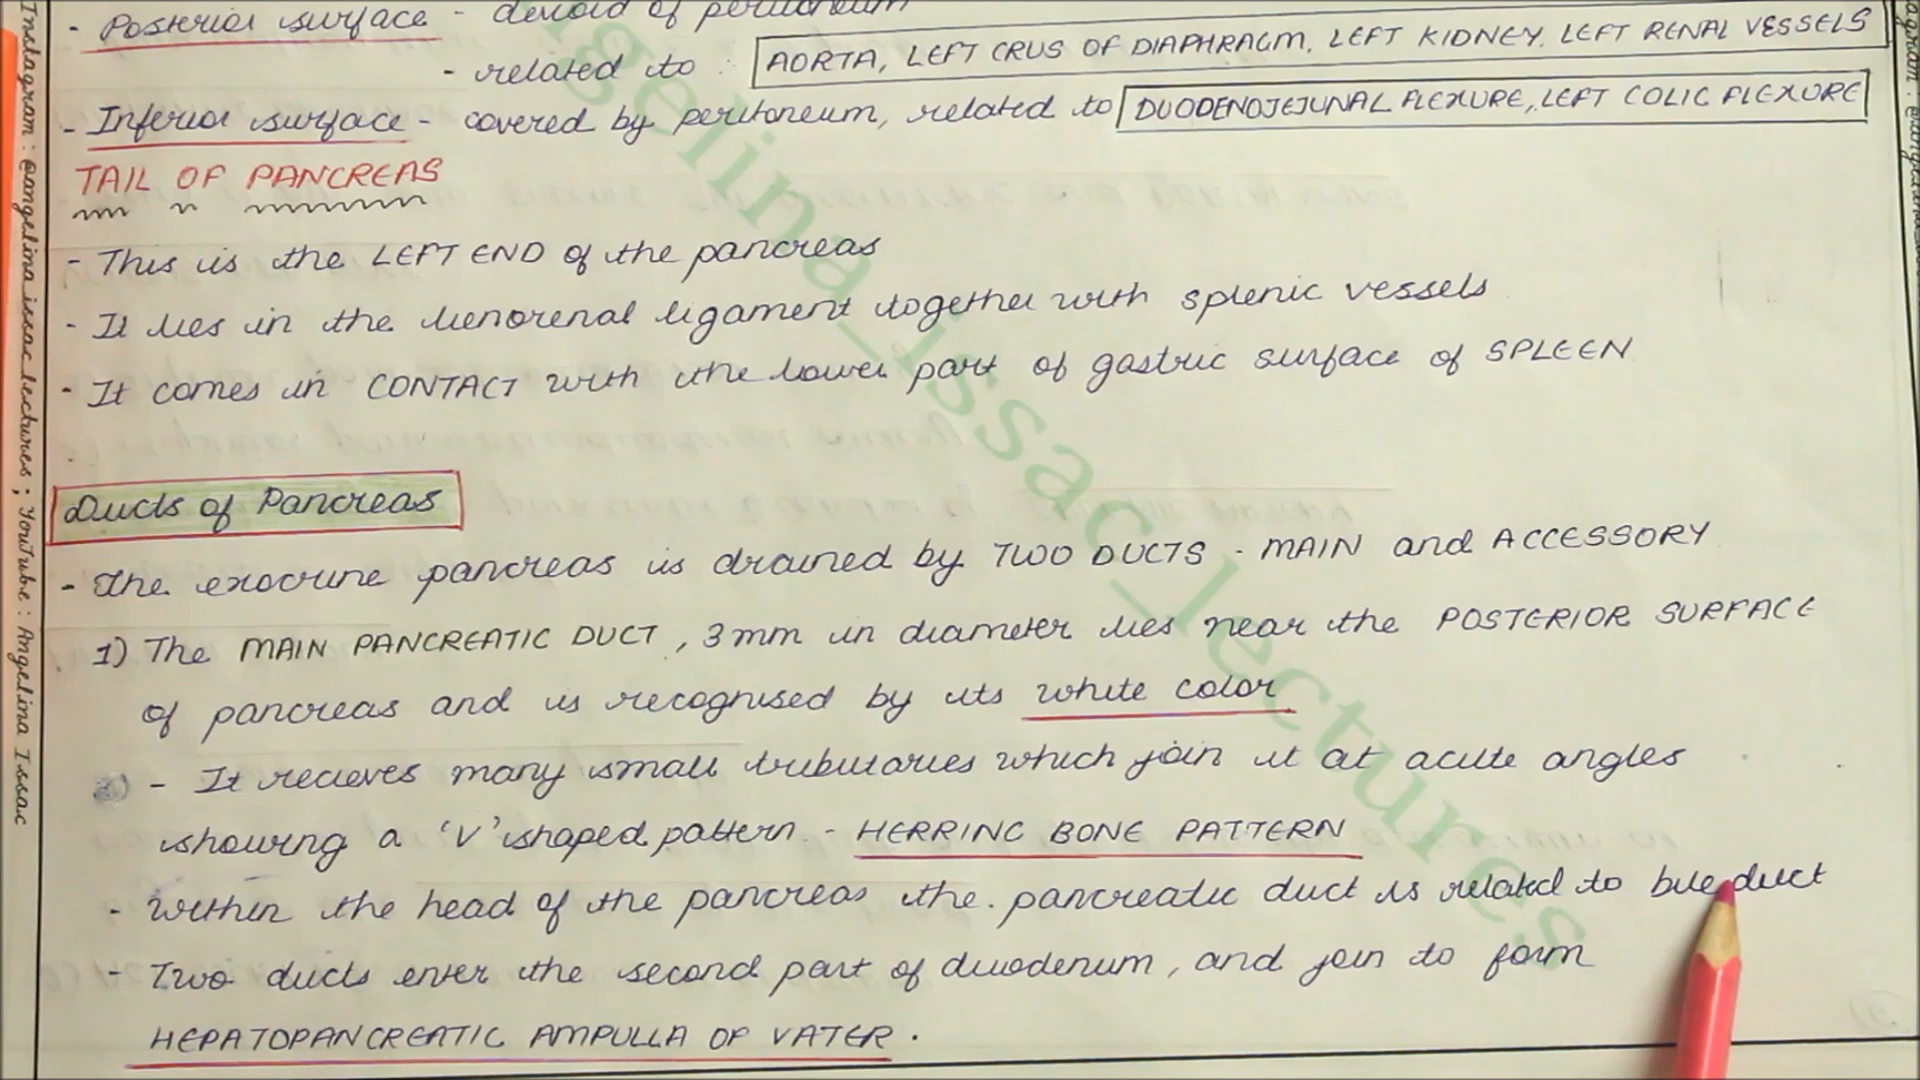 - Posterior surface - devoid of peritoneum
- related to : AORTA, LEFT CRUS OF DIAPHRAGM, LEFT KIDNEY, LEFT RENAL VESSELS
- Inferior surface - covered by peritoneum, related to DUODENOJEJUNAL FLEXURE, LEFT COLIC FLEXURE
TAIL OF PANCREAS
- This is the LEFT END of the pancreas
- It lies in the lienorenal ligament together with splenic vessels
- It comes in CONTACT with the lower part of gastric surface of SPLEEN
Ducts of Pancreas
- The exocrine pancreas is drained by TWO DUCTS - MAIN and ACCESSORY
1) The MAIN PANCREATIC DUCT, 3mm in diameter lies near the POSTERIOR SURFACE
of pancreas and is recognised by its white color
- It recieves many small tributaries which join it at acute angles
showing a 'V' shaped pattern - HERRING BONE PATTERN
- Within the head of the pancreas the pancreatic duct is related to bile duct
- Two ducts enter the second part of duodenum, and join to form
HEPATOPANCREATIC AMPULLA OF VATER.
Instagram : @angelina_issac_lectures ; YouTube : Angelina Issac
ngelina_issac_lectures